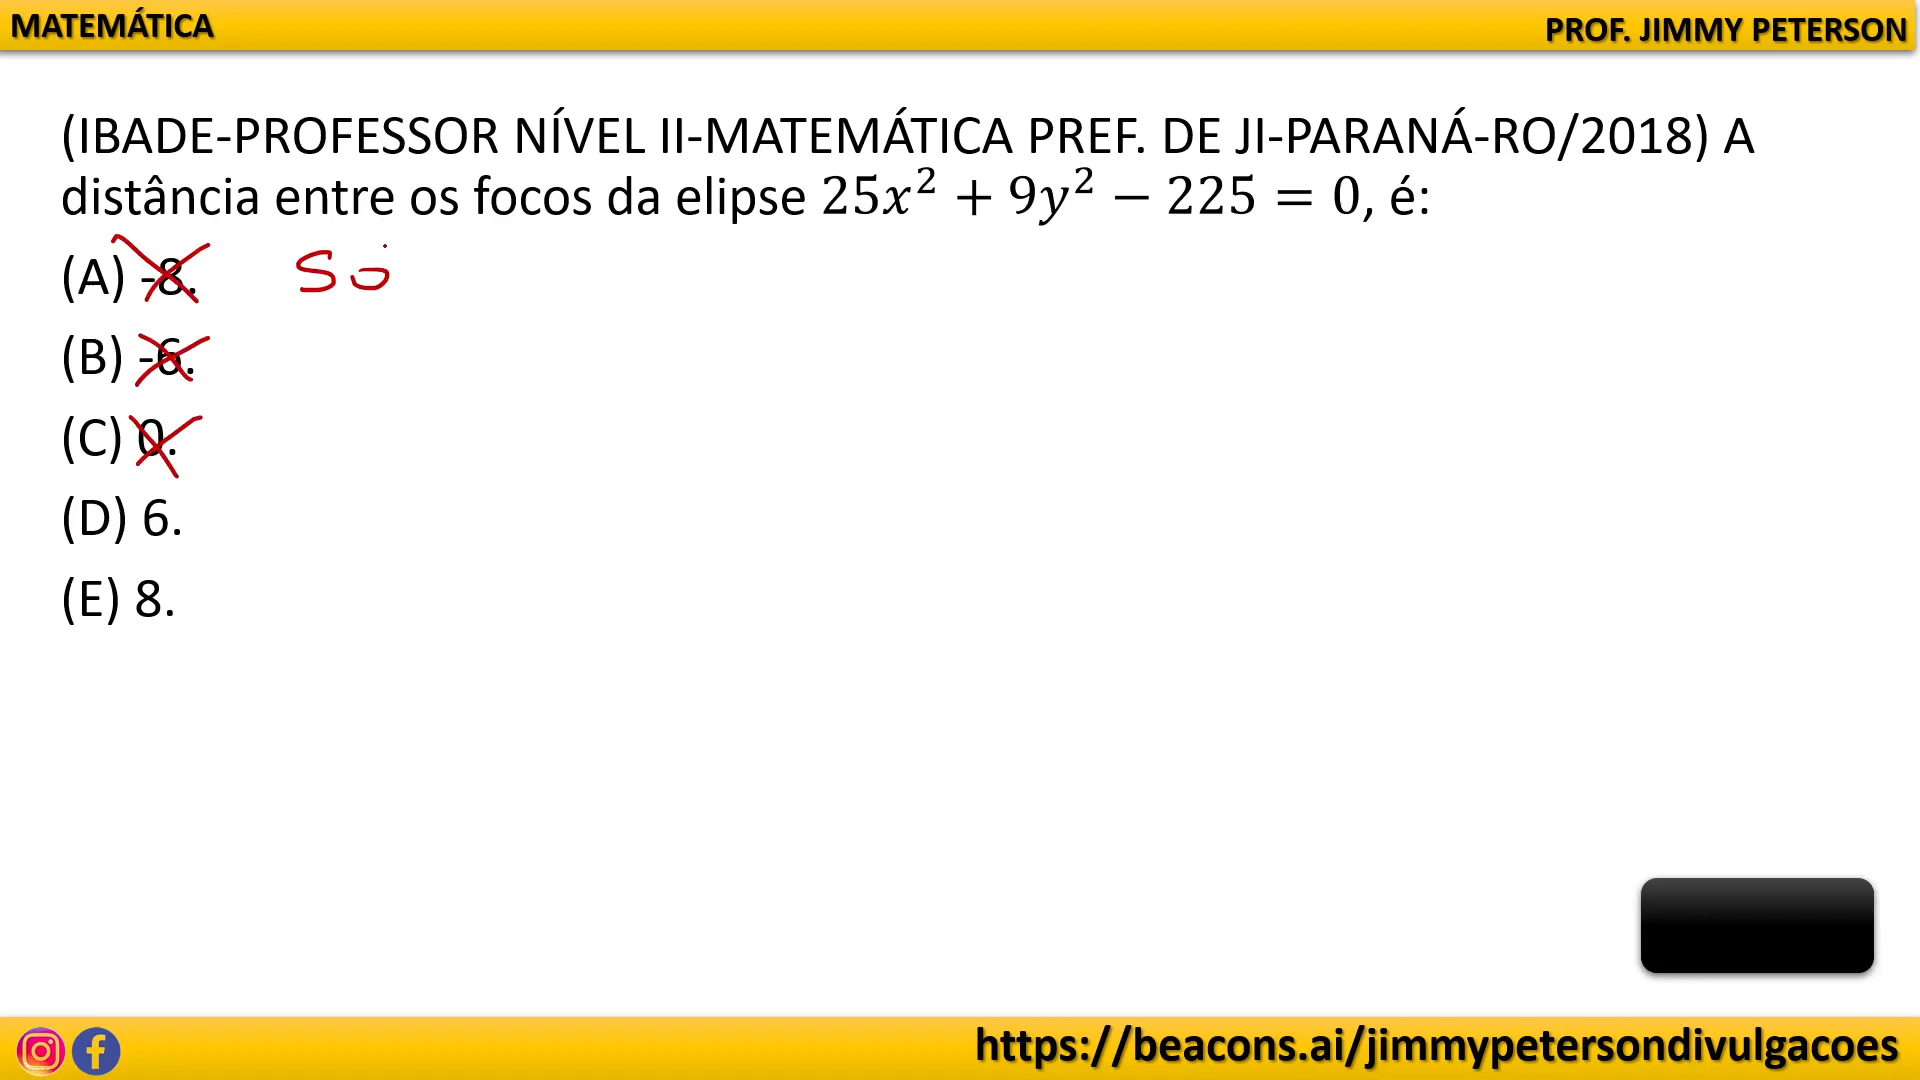 MATEMÁTICA
PROF. JIMMY PETERSON
(IBADE-PROFESSOR NÍVEL II-MATEMÁTICA PREF. DE JI-PARANÁ-RO/2018) A
distância entre os focos da elipse 25x² + 9y² − 225 = 0, é:
(A) -8.
(B) -6.
(C) 0.
(D) 6.
(E) 8.
https://beacons.ai/jimmypetersondivulgacoes